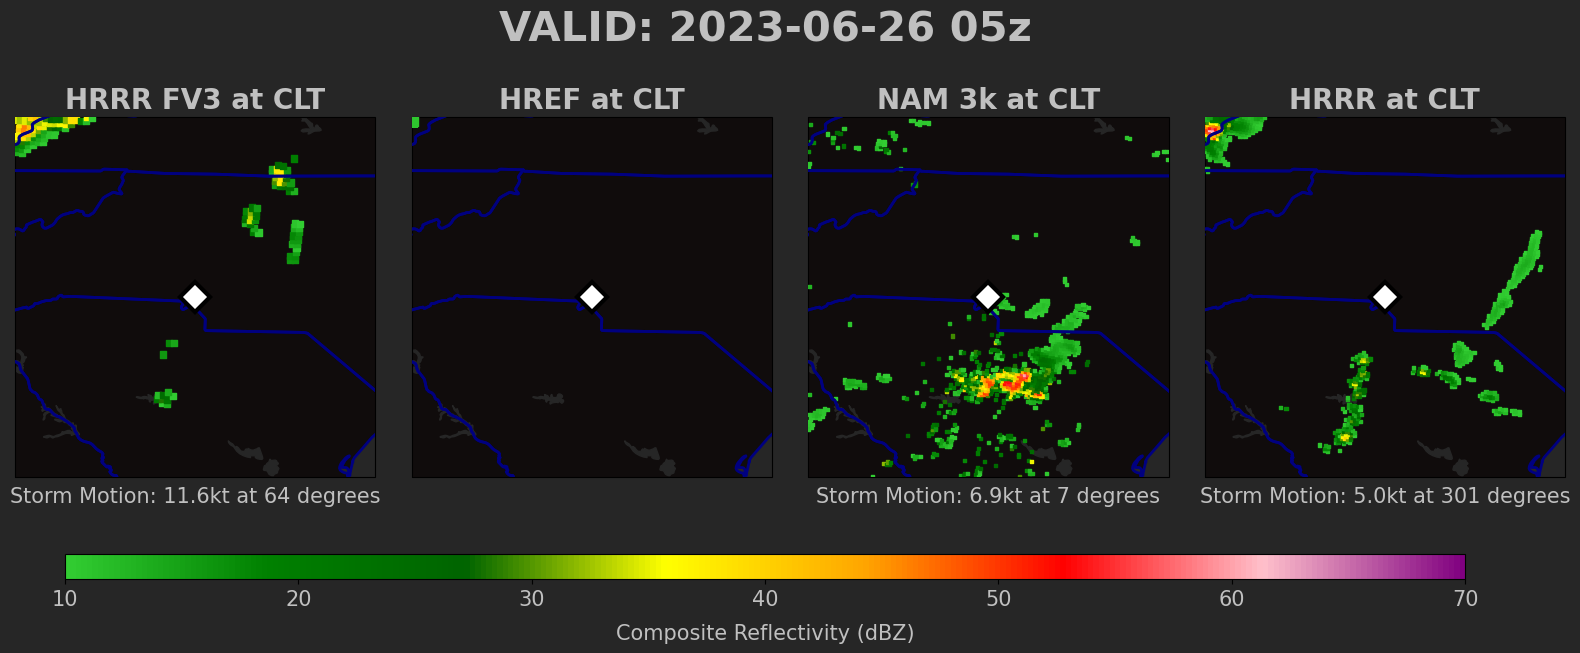 VALID: 2023-06-26 05z
HRRR FV3 at CLT
HREF at CLT
NAM 3k at CLT
HRRR at CLT
Storm Motion: 11.6kt at 64 degrees
Storm Motion: 6.9kt at 7 degrees
Storm Motion: 5.0kt at 301 degrees
10 20 30 40 50 60 70
Composite Reflectivity (dBZ)